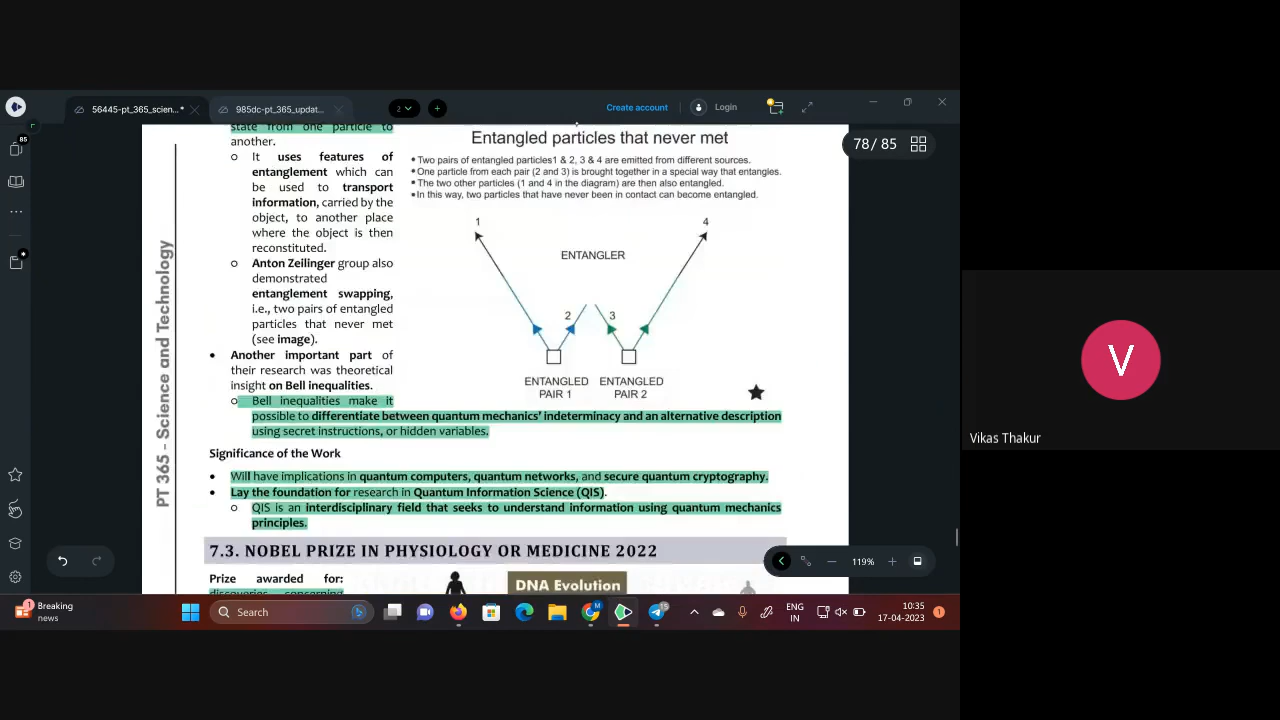 56445-pt_365_scien...*
985dc-pt_365_updat...
2
Create account
Login
85
78 / 85
PT 365 - Science and Technology
state from one particle to
another.
o It uses features of
entanglement which can
be used to transport
information, carried by the
object, to another place
where the object is then
reconstituted.
o Anton Zeilinger group also
demonstrated
entanglement swapping,
i.e., two pairs of entangled
particles that never met
(see image).
• Another important part of
their research was theoretical
insight on Bell inequalities.
o Bell inequalities make it
possible to differentiate between quantum mechanics' indeterminacy and an alternative description
using secret instructions, or hidden variables.
Entangled particles that never met
• Two pairs of entangled particles1 & 2, 3 & 4 are emitted from different sources.
• One particle from each pair (2 and 3) is brought together in a special way that entangles.
• The two other particles (1 and 4 in the diagram) are then also entangled.
• In this way, two particles that have never been in contact can become entangled.
1
4
ENTANGLER
2
3
ENTANGLED PAIR 1
ENTANGLED PAIR 2
Significance of the Work
• Will have implications in quantum computers, quantum networks, and secure quantum cryptography.
• Lay the foundation for research in Quantum Information Science (QIS).
o QIS is an interdisciplinary field that seeks to understand information using quantum mechanics
principles.
7.3. NOBEL PRIZE IN PHYSIOLOGY OR MEDICINE 2022
Prize awarded for:
discoveries concerning
DNA Evolution
119%
V
Vikas Thakur
1
Breaking
news
Search
M
15
ENG
IN
10:35
17-04-2023
1